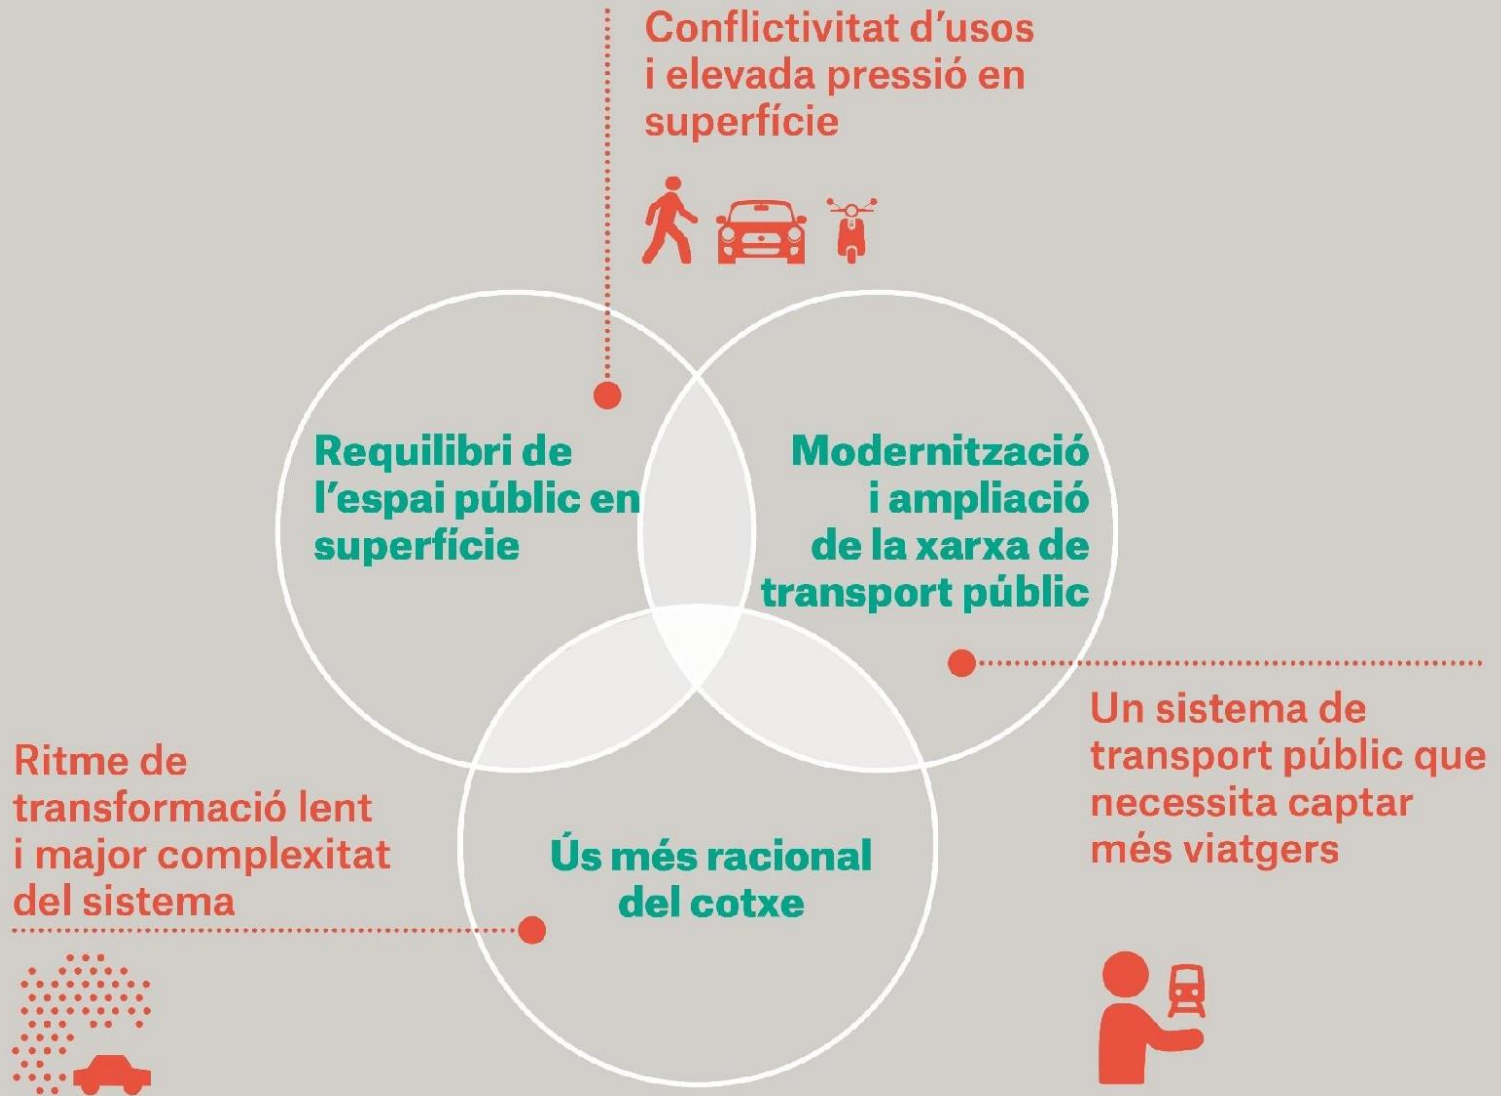 Conflictivitat d’usos
i elevada pressió en
superfície
Requilibri de
l’espai públic en
superfície
Modernització
i ampliació
de la xarxa de
transport públic
Un sistema de
transport públic que
necessita captar
més viatgers
Ritme de
transformació lent
i major complexitat
del sistema
Ús més racional
del cotxe